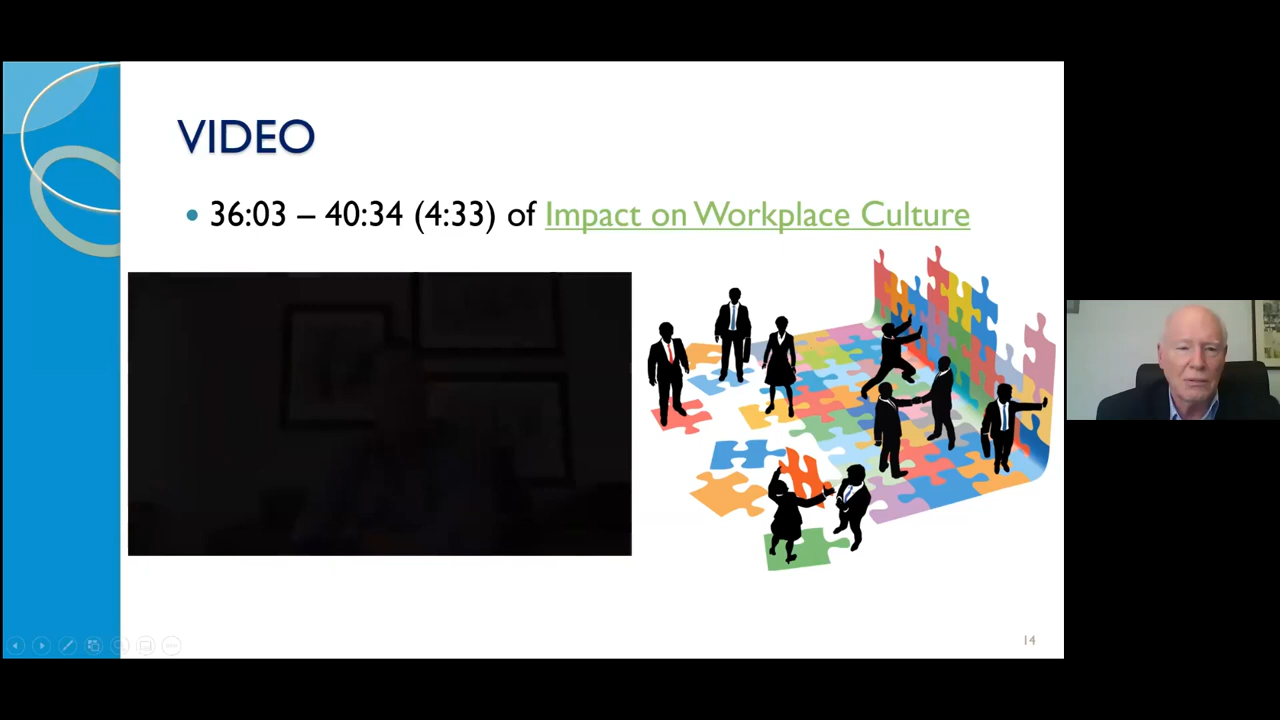 VIDEO
• 36:03 – 40:34 (4:33) of Impact on Workplace Culture
14